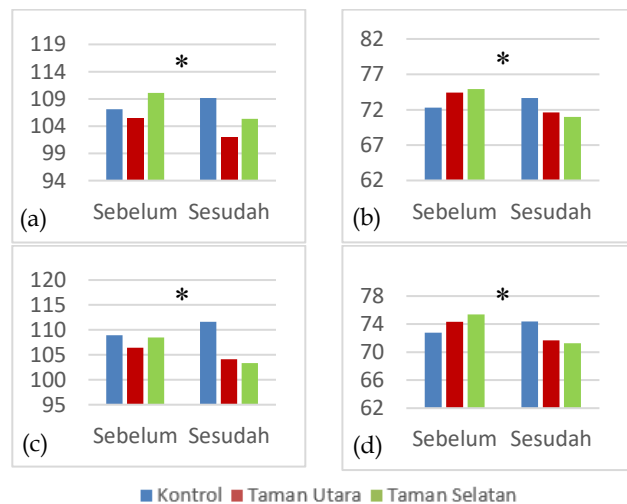 119
114
109
104
99
94
*
(a)
Sebelum Sesudah
82
77
72
67
62
*
(b)
Sebelum Sesudah
120
115
110
105
100
95
*
(c)
Sebelum Sesudah
78
74
70
66
62
*
(d)
Sebelum Sesudah
Kontrol Taman Utara Taman Selatan